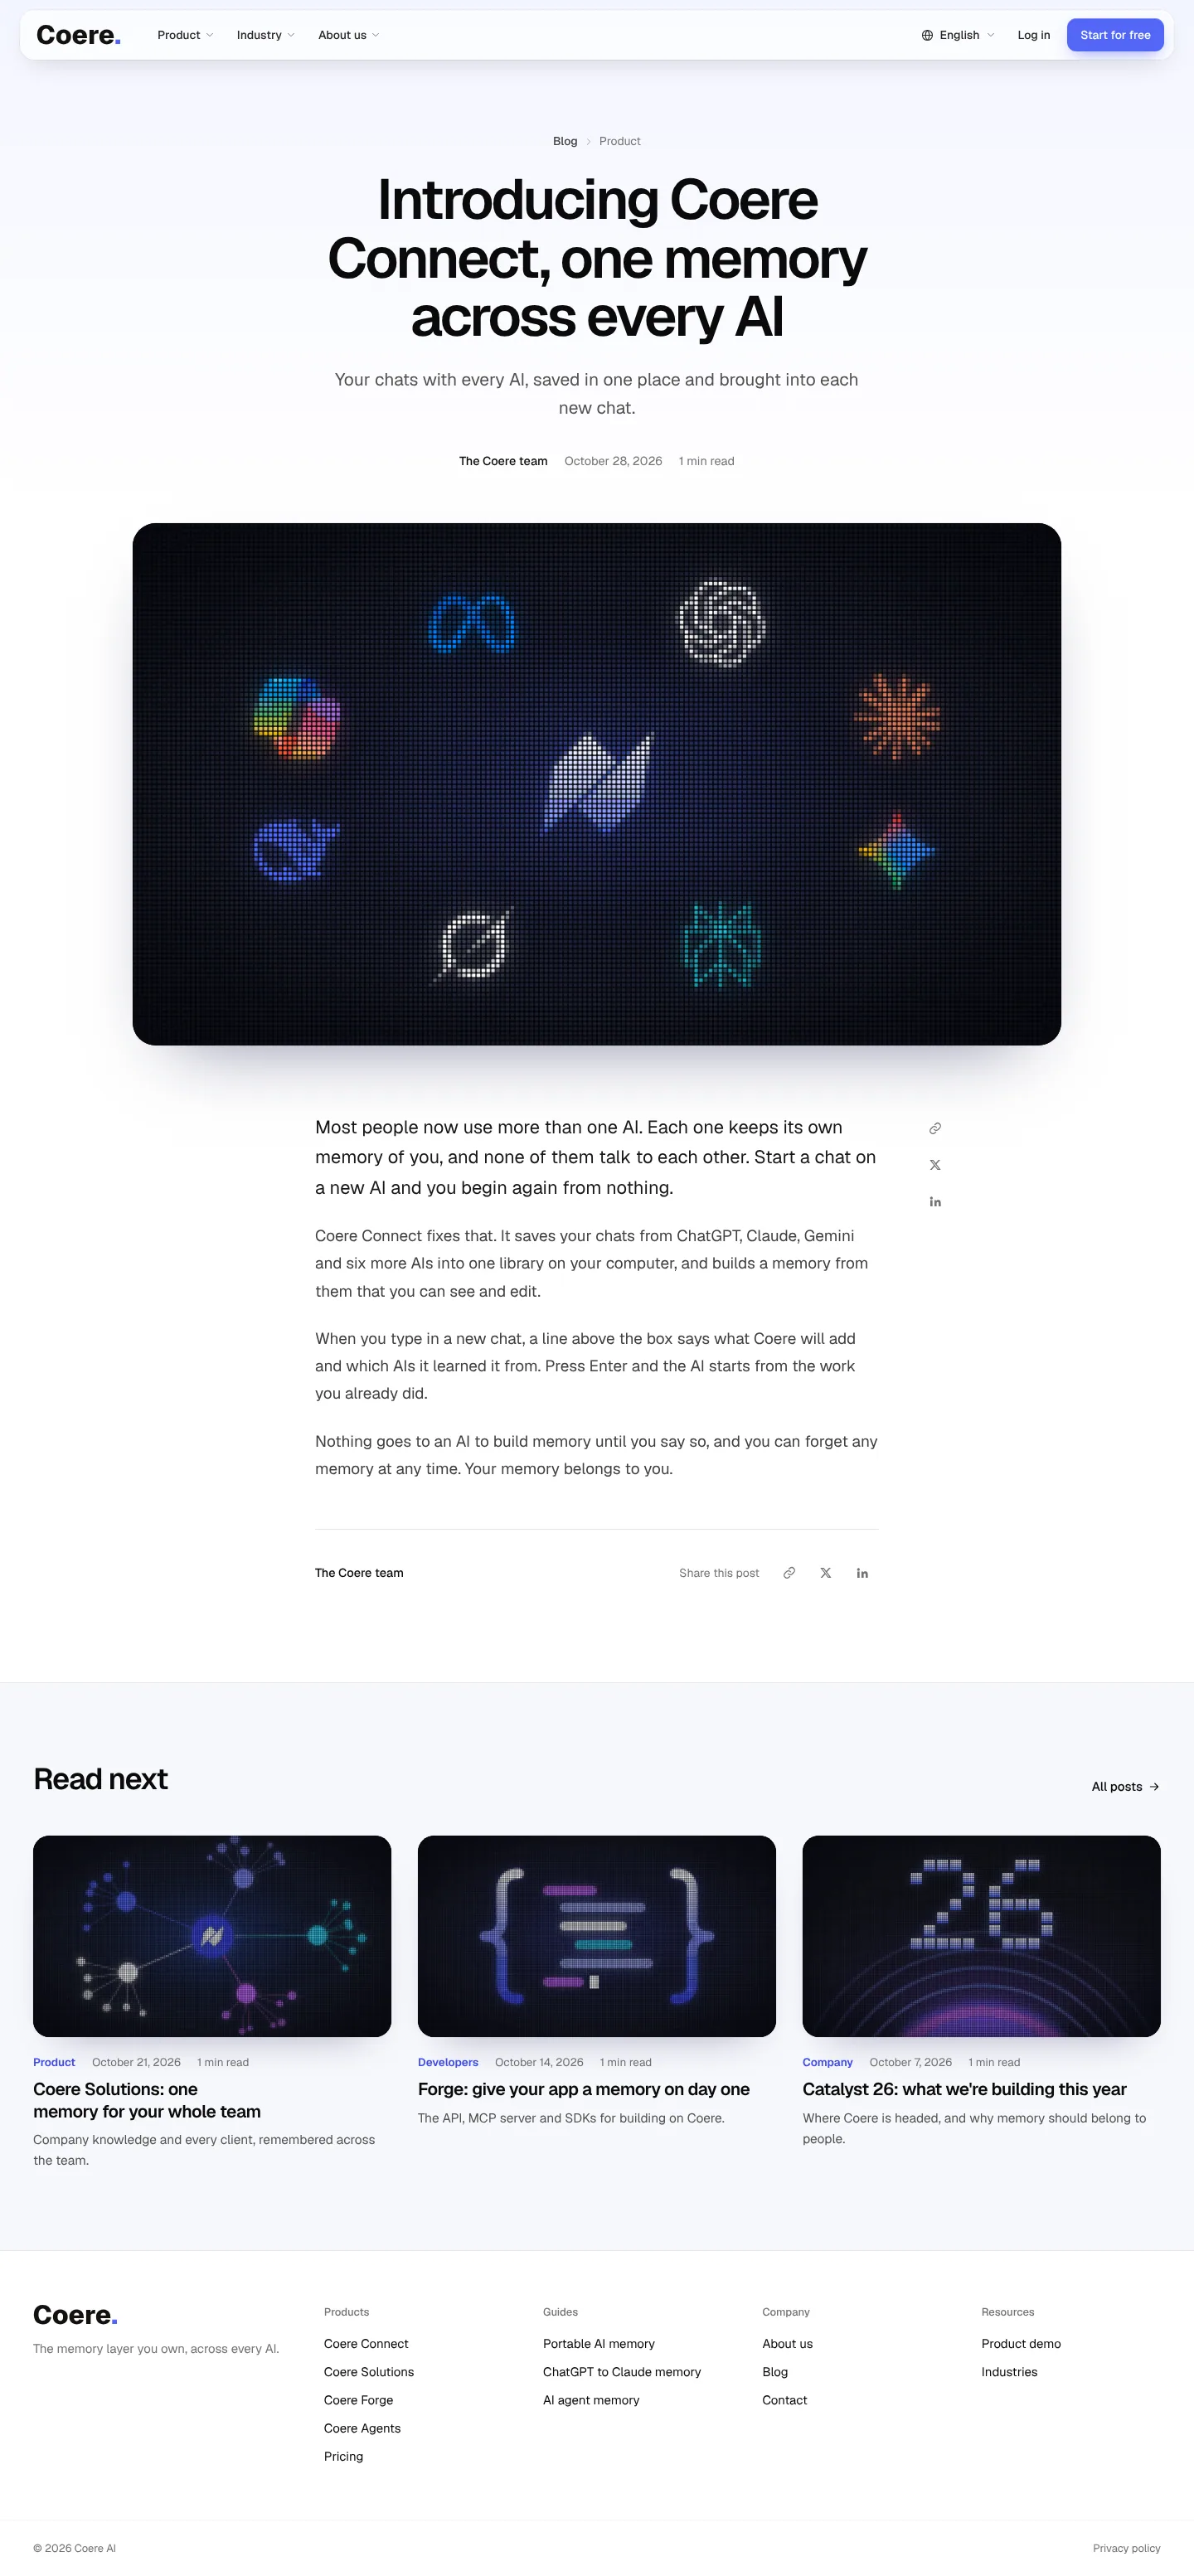 Coere.
Product
Industry
About us
English
Log in
Start for free
Blog > Product
Introducing Coere
Connect, one memory
across every AI
Your chats with every AI, saved in one place and brought into each
new chat.
The Coere team October 28, 2026 1 min read
Most people now use more than one AI. Each one keeps its own
memory of you, and none of them talk to each other. Start a chat on
a new AI and you begin again from nothing.
Coere Connect fixes that. It saves your chats from ChatGPT, Claude, Gemini
and six more AIs into one library on your computer, and builds a memory from
them that you can see and edit.
When you type in a new chat, a line above the box says what Coere will add
and which AIs it learned it from. Press Enter and the AI starts from the work
you already did.
Nothing goes to an AI to build memory until you say so, and you can forget any
memory at any time. Your memory belongs to you.
The Coere team
Share this post
Read next
All posts →
Product October 21, 2026 1 min read
Coere Solutions: one
memory for your whole team
Company knowledge and every client, remembered across
the team.
Developers October 14, 2026 1 min read
Forge: give your app a memory on day one
The API, MCP server and SDKs for building on Coere.
26
Company October 7, 2026 1 min read
Catalyst 26: what we're building this year
Where Coere is headed, and why memory should belong to
people.
Coere.
The memory layer you own, across every AI.
Products
Coere Connect
Coere Solutions
Coere Forge
Coere Agents
Pricing
Guides
Portable AI memory
ChatGPT to Claude memory
AI agent memory
Company
About us
Blog
Contact
Resources
Product demo
Industries
© 2026 Coere AI
Privacy policy